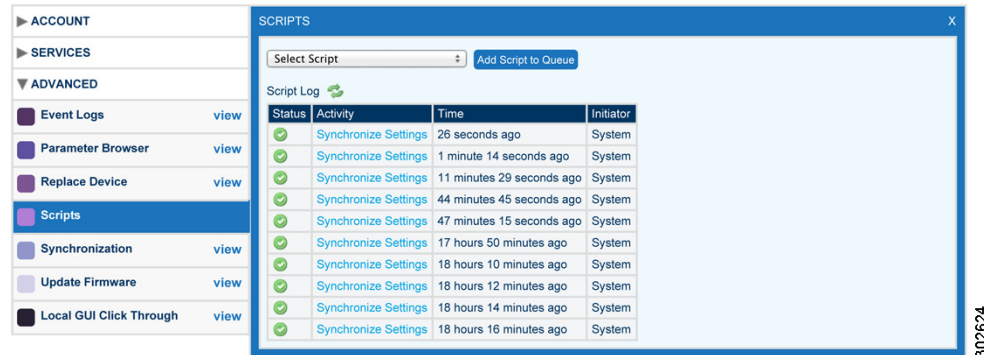 ACCOUNT
SERVICES
ADVANCED
Event Logs view
Parameter Browser view
Replace Device view
Scripts
Synchronization view
Update Firmware view
Local GUI Click Through view
SCRIPTS X
Select Script Add Script to Queue
Script Log
Status Activity Time Initiator
Synchronize Settings 26 seconds ago System
Synchronize Settings 1 minute 14 seconds ago System
Synchronize Settings 11 minutes 29 seconds ago System
Synchronize Settings 44 minutes 45 seconds ago System
Synchronize Settings 47 minutes 15 seconds ago System
Synchronize Settings 17 hours 50 minutes ago System
Synchronize Settings 18 hours 10 minutes ago System
Synchronize Settings 18 hours 12 minutes ago System
Synchronize Settings 18 hours 14 minutes ago System
Synchronize Settings 18 hours 16 minutes ago System
302624